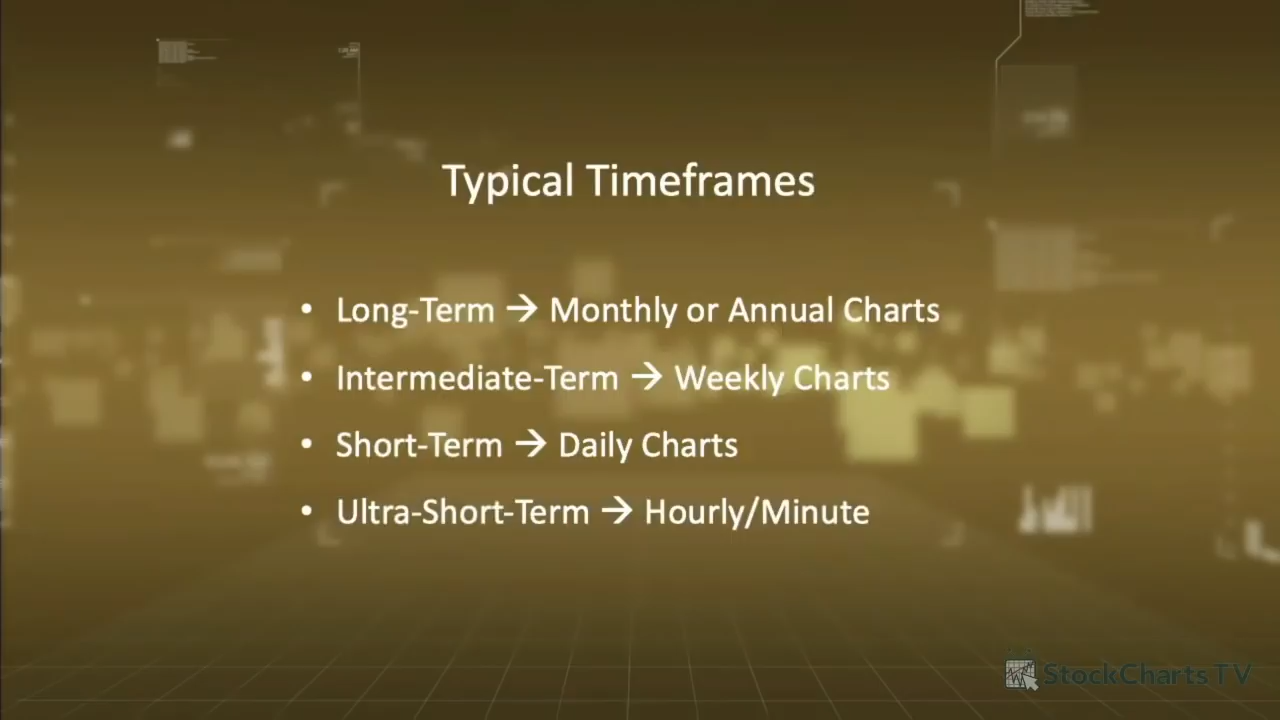 Typical Timeframes
• Long-Term → Monthly or Annual Charts
• Intermediate-Term → Weekly Charts
• Short-Term → Daily Charts
• Ultra-Short-Term → Hourly/Minute
StockCharts TV